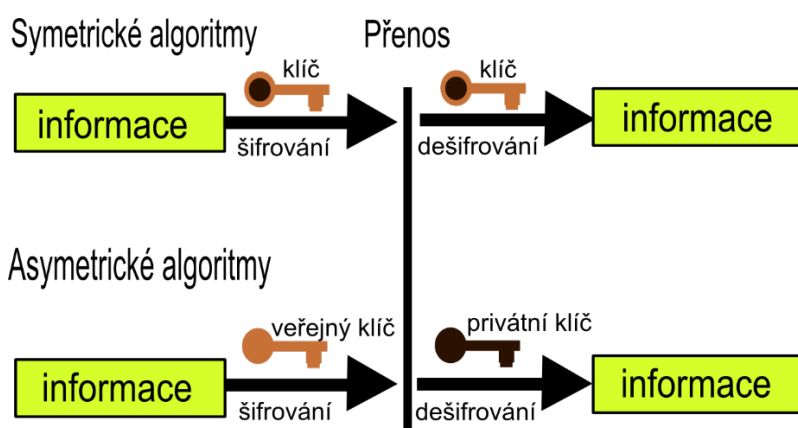 Symetrické algoritmy
Přenos
klíč
klíč
informace
informace
šifrování
dešifrování
Asymetrické algoritmy
veřejný klíč
privátní klíč
informace
informace
šifrování
dešifrování